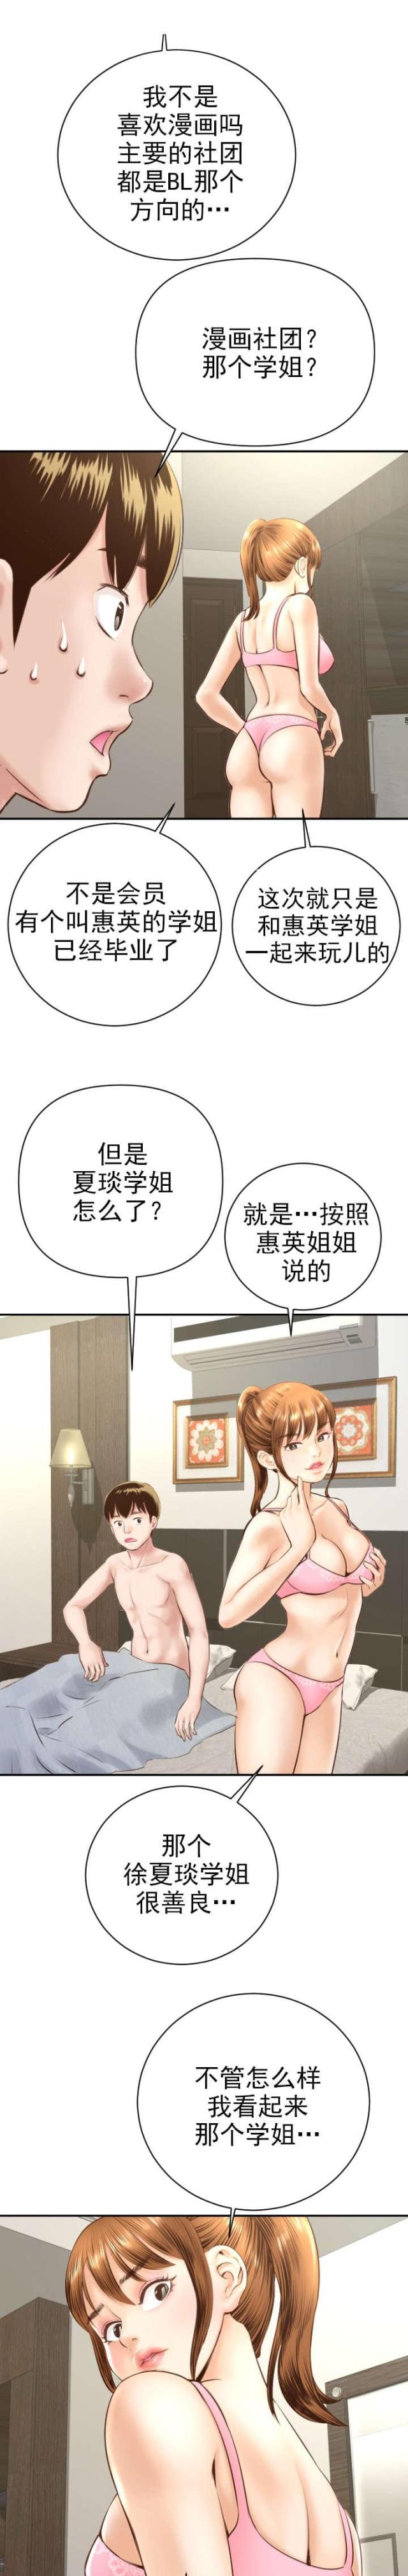 我不是
喜欢漫画吗
主要的社团
都是BL那个
方向的…
漫画社团?
那个学姐?
不是会员
有个叫惠英的学姐
已经毕业了
这次就只是
和惠英学姐
一起来玩儿的
但是
夏琰学姐
怎么了?
就是…按照
惠英姐姐
说的
那个
徐夏琰学姐
很善良…
不管怎么样
我看起来
那个学姐…